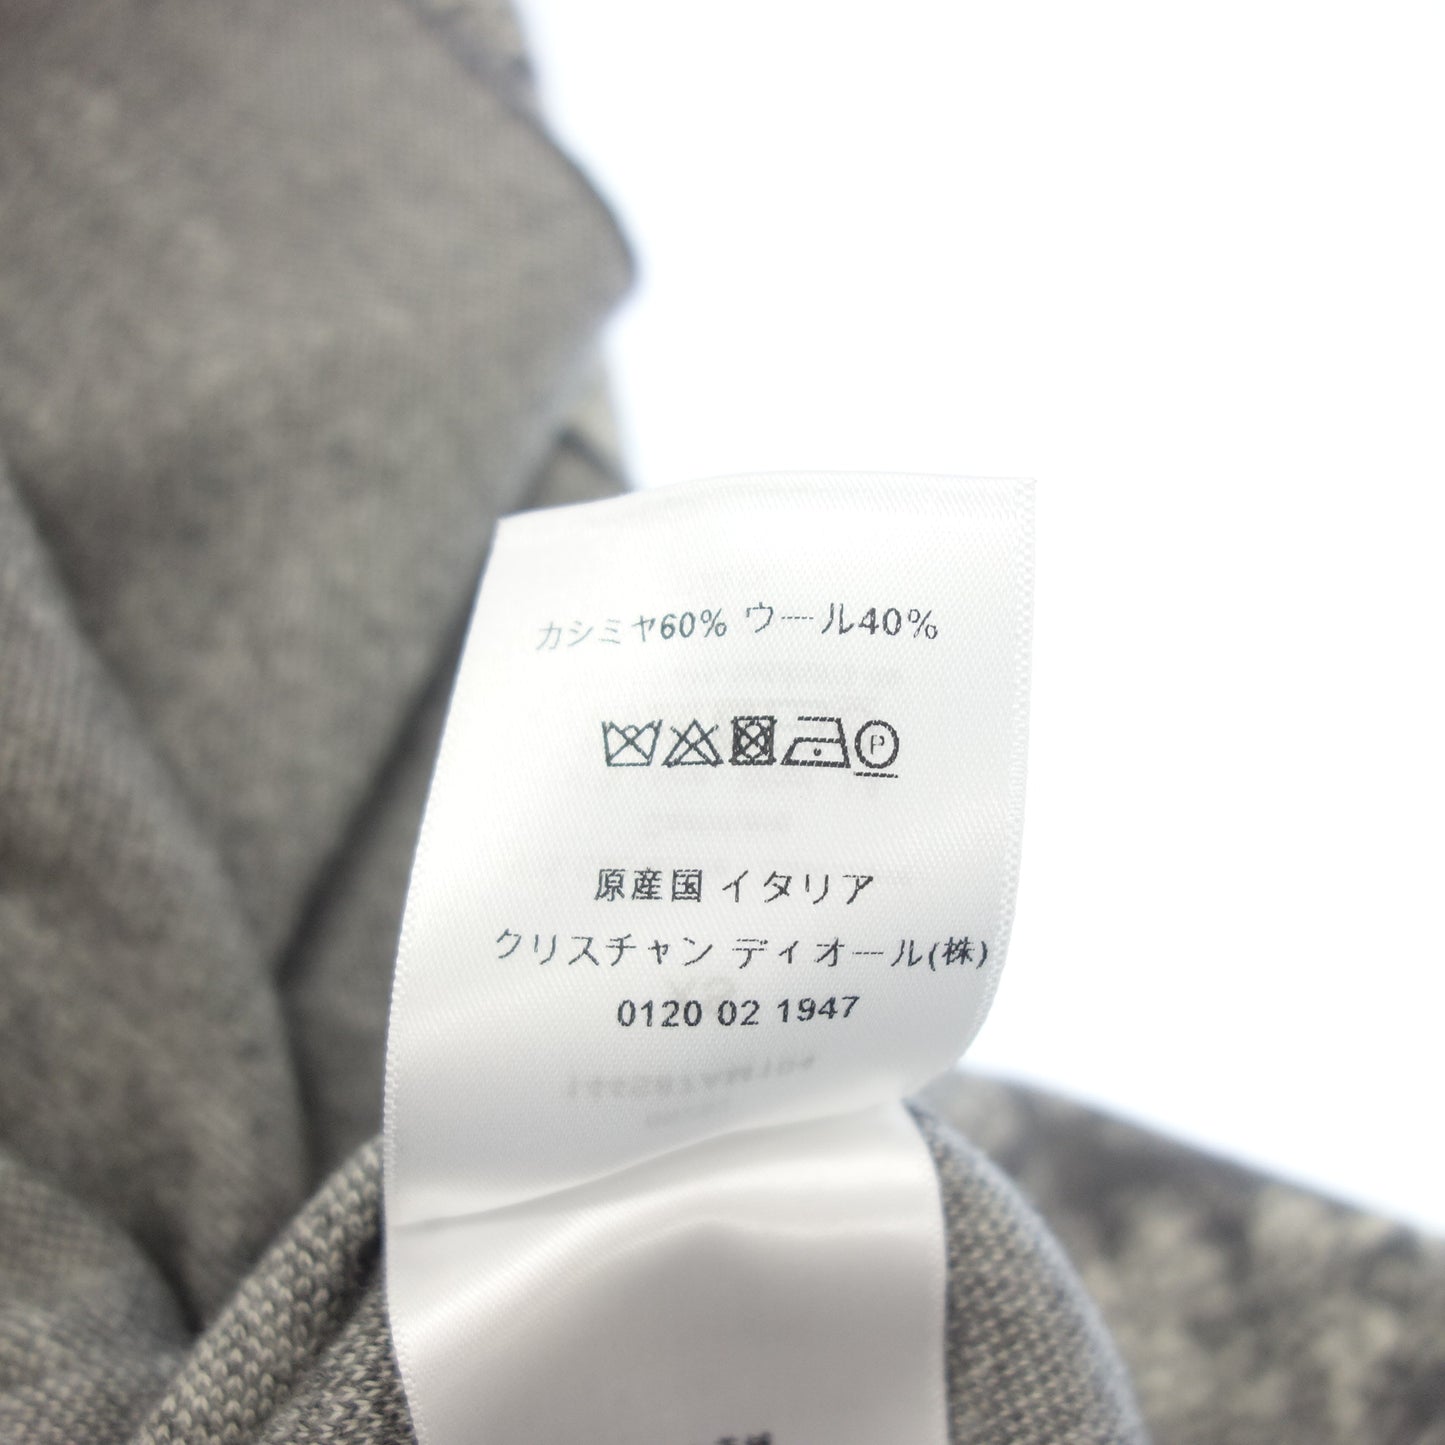 カシミヤ60% ウール40%
P
原産国 イタリア
クリスチャン ディオール(株)
0120 02 1947